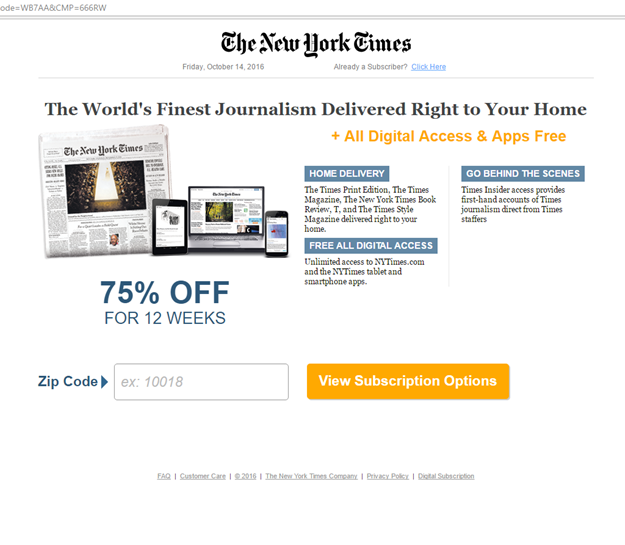 ode=WB7AA&CMP=666RW
The New York Times
Friday, October 14, 2016
Already a Subscriber? Click Here
The World's Finest Journalism Delivered Right to Your Home
+ All Digital Access & Apps Free
The New York Times
HOME DELIVERY
The Times Print Edition, The Times
Magazine, The New York Times Book
Review, T, and The Times Style
Magazine delivered right to your
home.
FREE ALL DIGITAL ACCESS
Unlimited access to NYTimes.com
and the NYTimes tablet and
smartphone apps.
GO BEHIND THE SCENES
Times Insider access provides
first-hand accounts of Times
journalism direct from Times
staffers
75% OFF
FOR 12 WEEKS
Zip Code
ex: 10018
View Subscription Options
FAQ | Customer Care | © 2016 | The New York Times Company | Privacy Policy | Digital Subscription